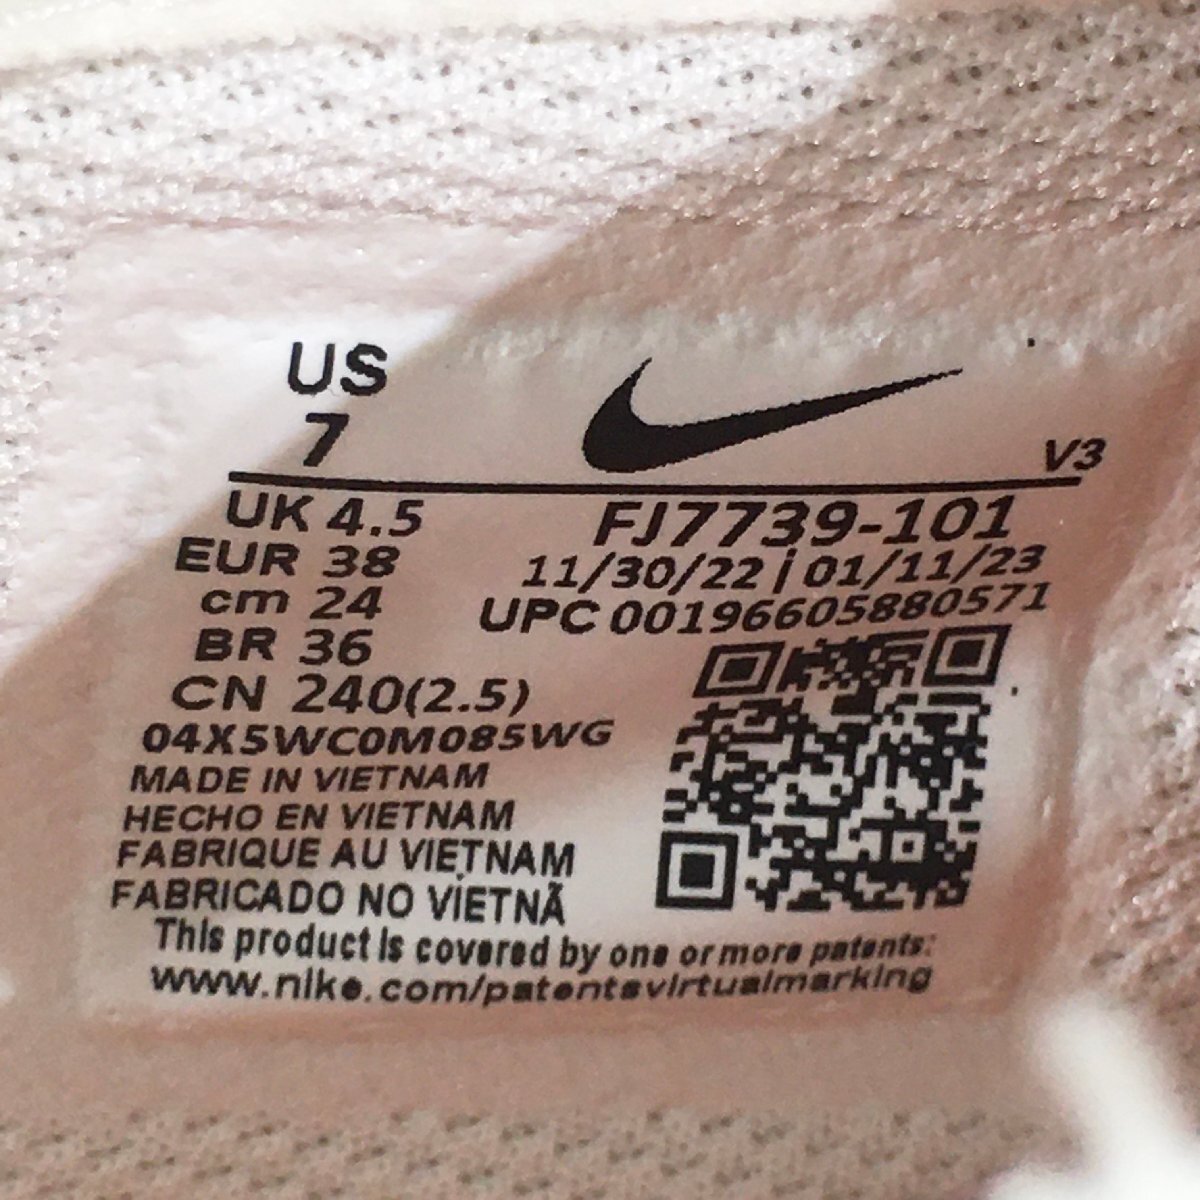 US
7
V3
UK 4.5
EUR 38
cm 24
BR 36
CN 240(2.5)
FJ7739-101
11/30/22 | 01/11/23
UPC 00196605880571
04X5WC0M085WG
MADE IN VIETNAM
HECHO EN VIETNAM
FABRIQUE AU VIETNAM
FABRICADO NO VIETNÃ
This product is covered by one or more patents:
www.nike.com/patentsvirtualmarking